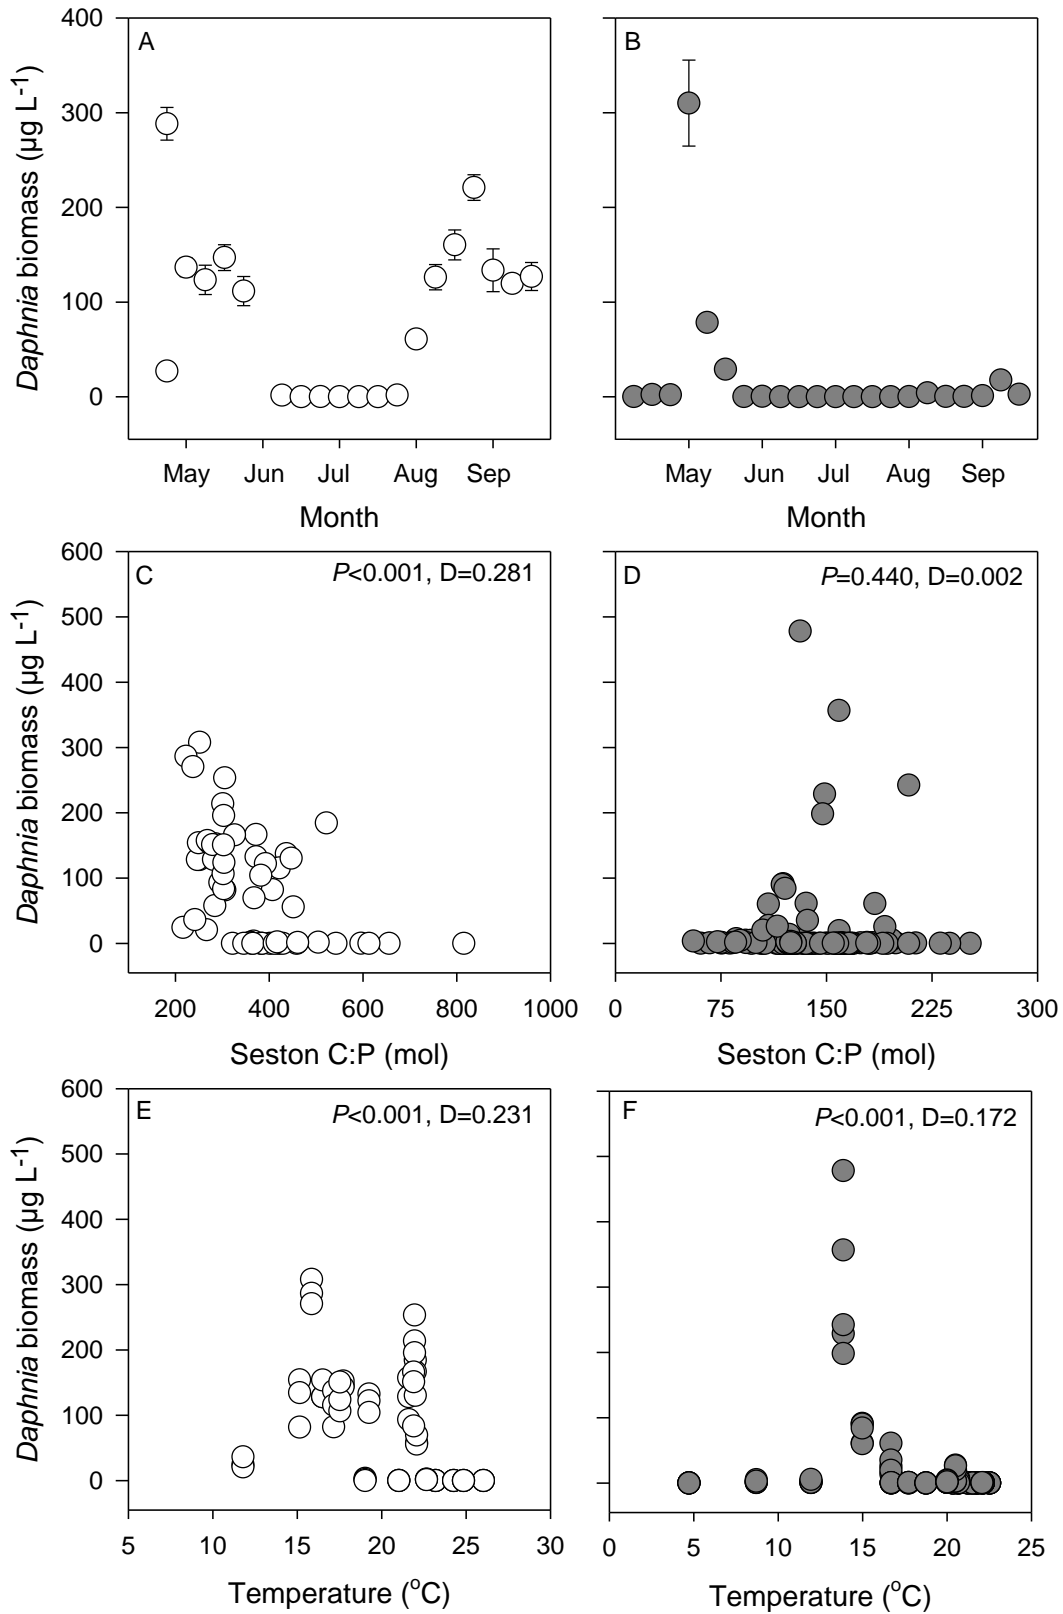 A
B
400
300
200
100
0
Daphnia biomass (µg L-1)
May Jun Jul Aug Sep
May Jun Jul Aug Sep
Month
Month
C
P<0.001, D=0.281
D
P=0.440, D=0.002
600
500
400
300
200
100
0
Daphnia biomass (µg L-1)
200 400 600 800 1000
0 75 150 225 300
Seston C:P (mol)
Seston C:P (mol)
E
P<0.001, D=0.231
F
P<0.001, D=0.172
600
500
400
300
200
100
0
Daphnia biomass (µg L-1)
5 10 15 20 25 30
0 5 10 15 20 25
Temperature (oC)
Temperature (oC)